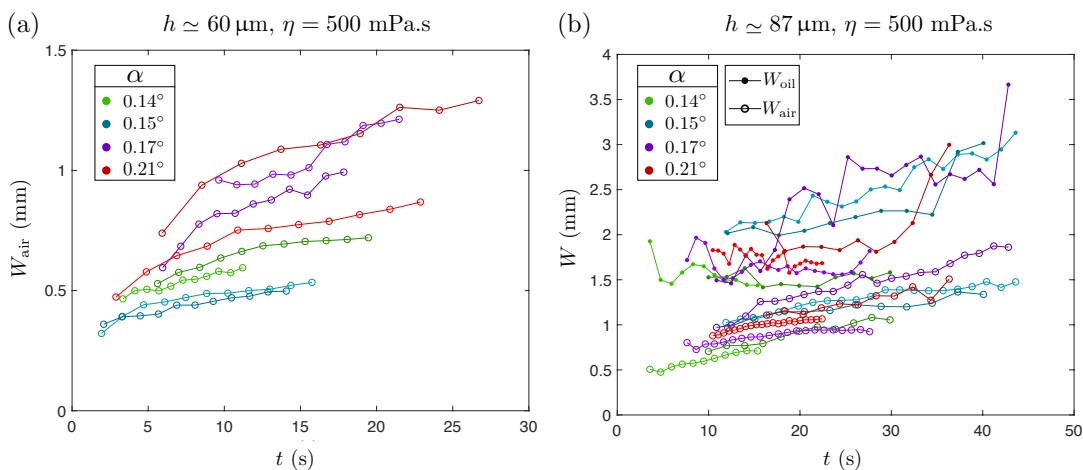 (a)
h ≃ 60 μm, η = 500 mPa.s
1.5
1
0.5
0
W_air (mm)
α
0.14°
0.15°
0.17°
0.21°
0 5 10 15 20 25 30
t (s)
(b)
h ≃ 87 μm, η = 500 mPa.s
4
3.5
3
2.5
2
1.5
1
0.5
0
W (mm)
α
0.14°
0.15°
0.17°
0.21°
W_oil
W_air
0 10 20 30 40 50
t (s)